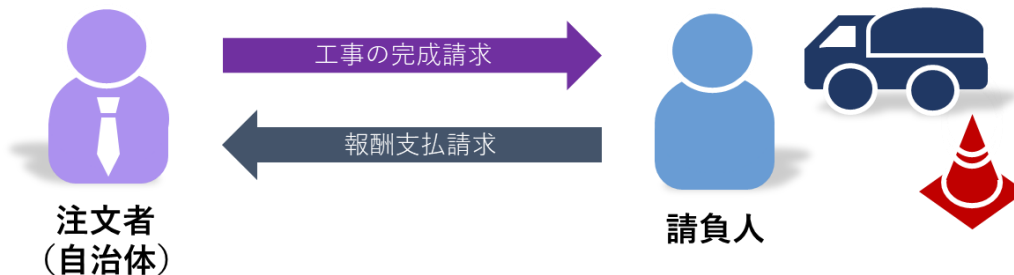 工事の完成請求
報酬支払請求
注文者
(自治体)
請負人